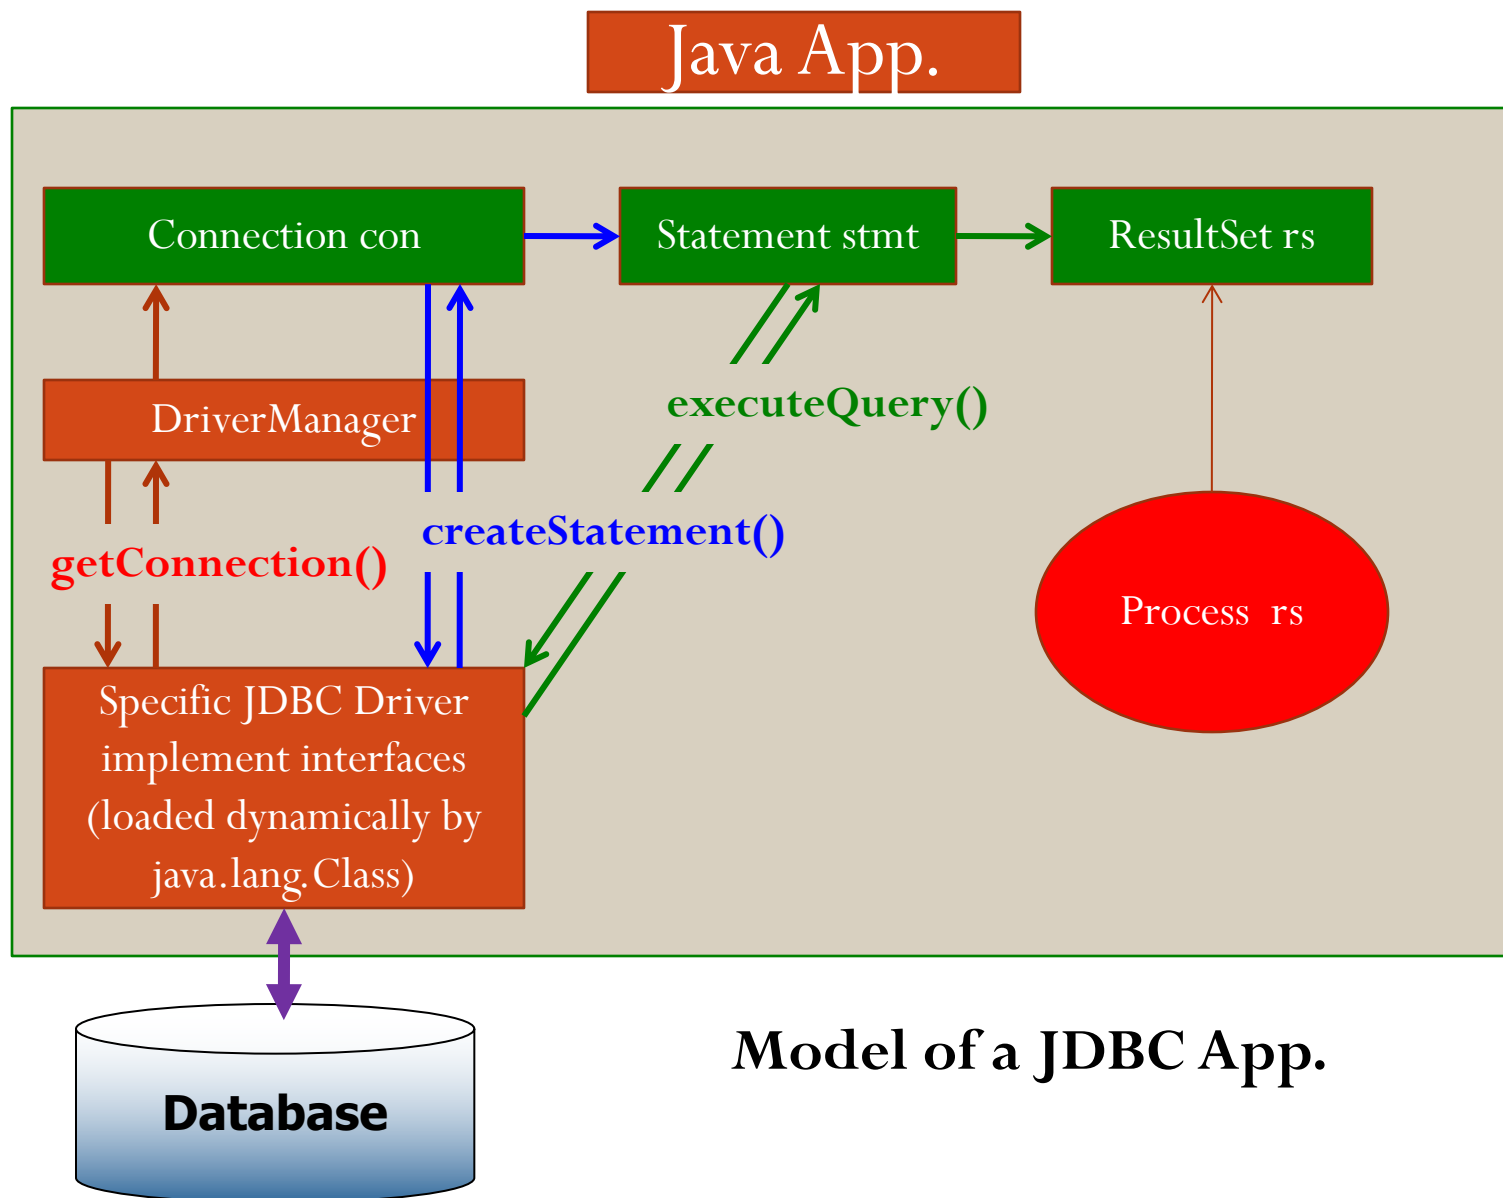 Java App.
Connection con
Statement stmt
ResultSet rs
DriverManager
executeQuery()
createStatement()
getConnection()
Process rs
Specific JDBC Driver
implement interfaces
(loaded dynamically by
java.lang.Class)
Model of a JDBC App.
Database